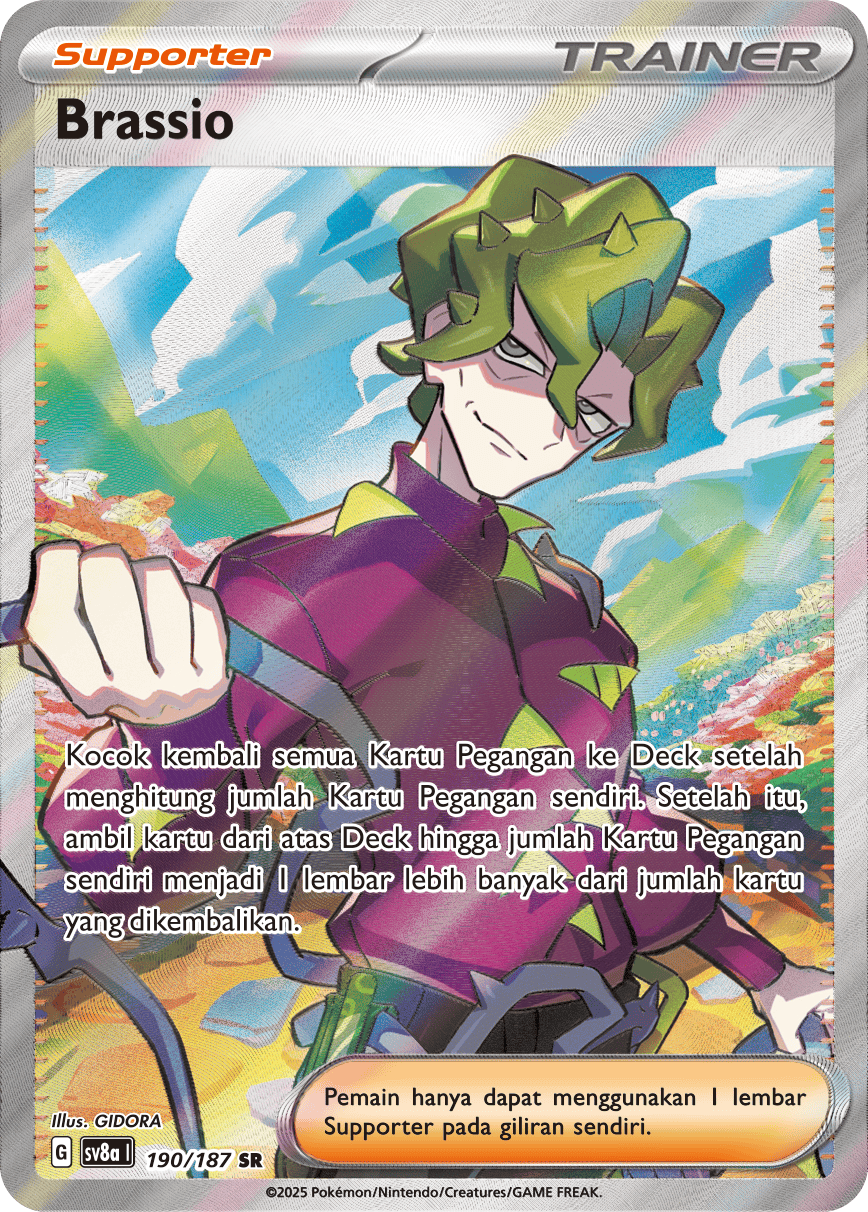 Supporter
TRAINER
Brassio
Kocok kembali semua Kartu Pegangan ke Deck setelah
menghitung jumlah Kartu Pegangan sendiri. Setelah itu,
ambil kartu dari atas Deck hingga jumlah Kartu Pegangan
sendiri menjadi 1 lembar lebih banyak dari jumlah kartu
yang dikembalikan.
Pemain hanya dapat menggunakan 1 lembar
Supporter pada giliran sendiri.
Illus. GIDORA
G sv8a I 190/187 SR
©2025 Pokémon/Nintendo/Creatures/GAME FREAK.